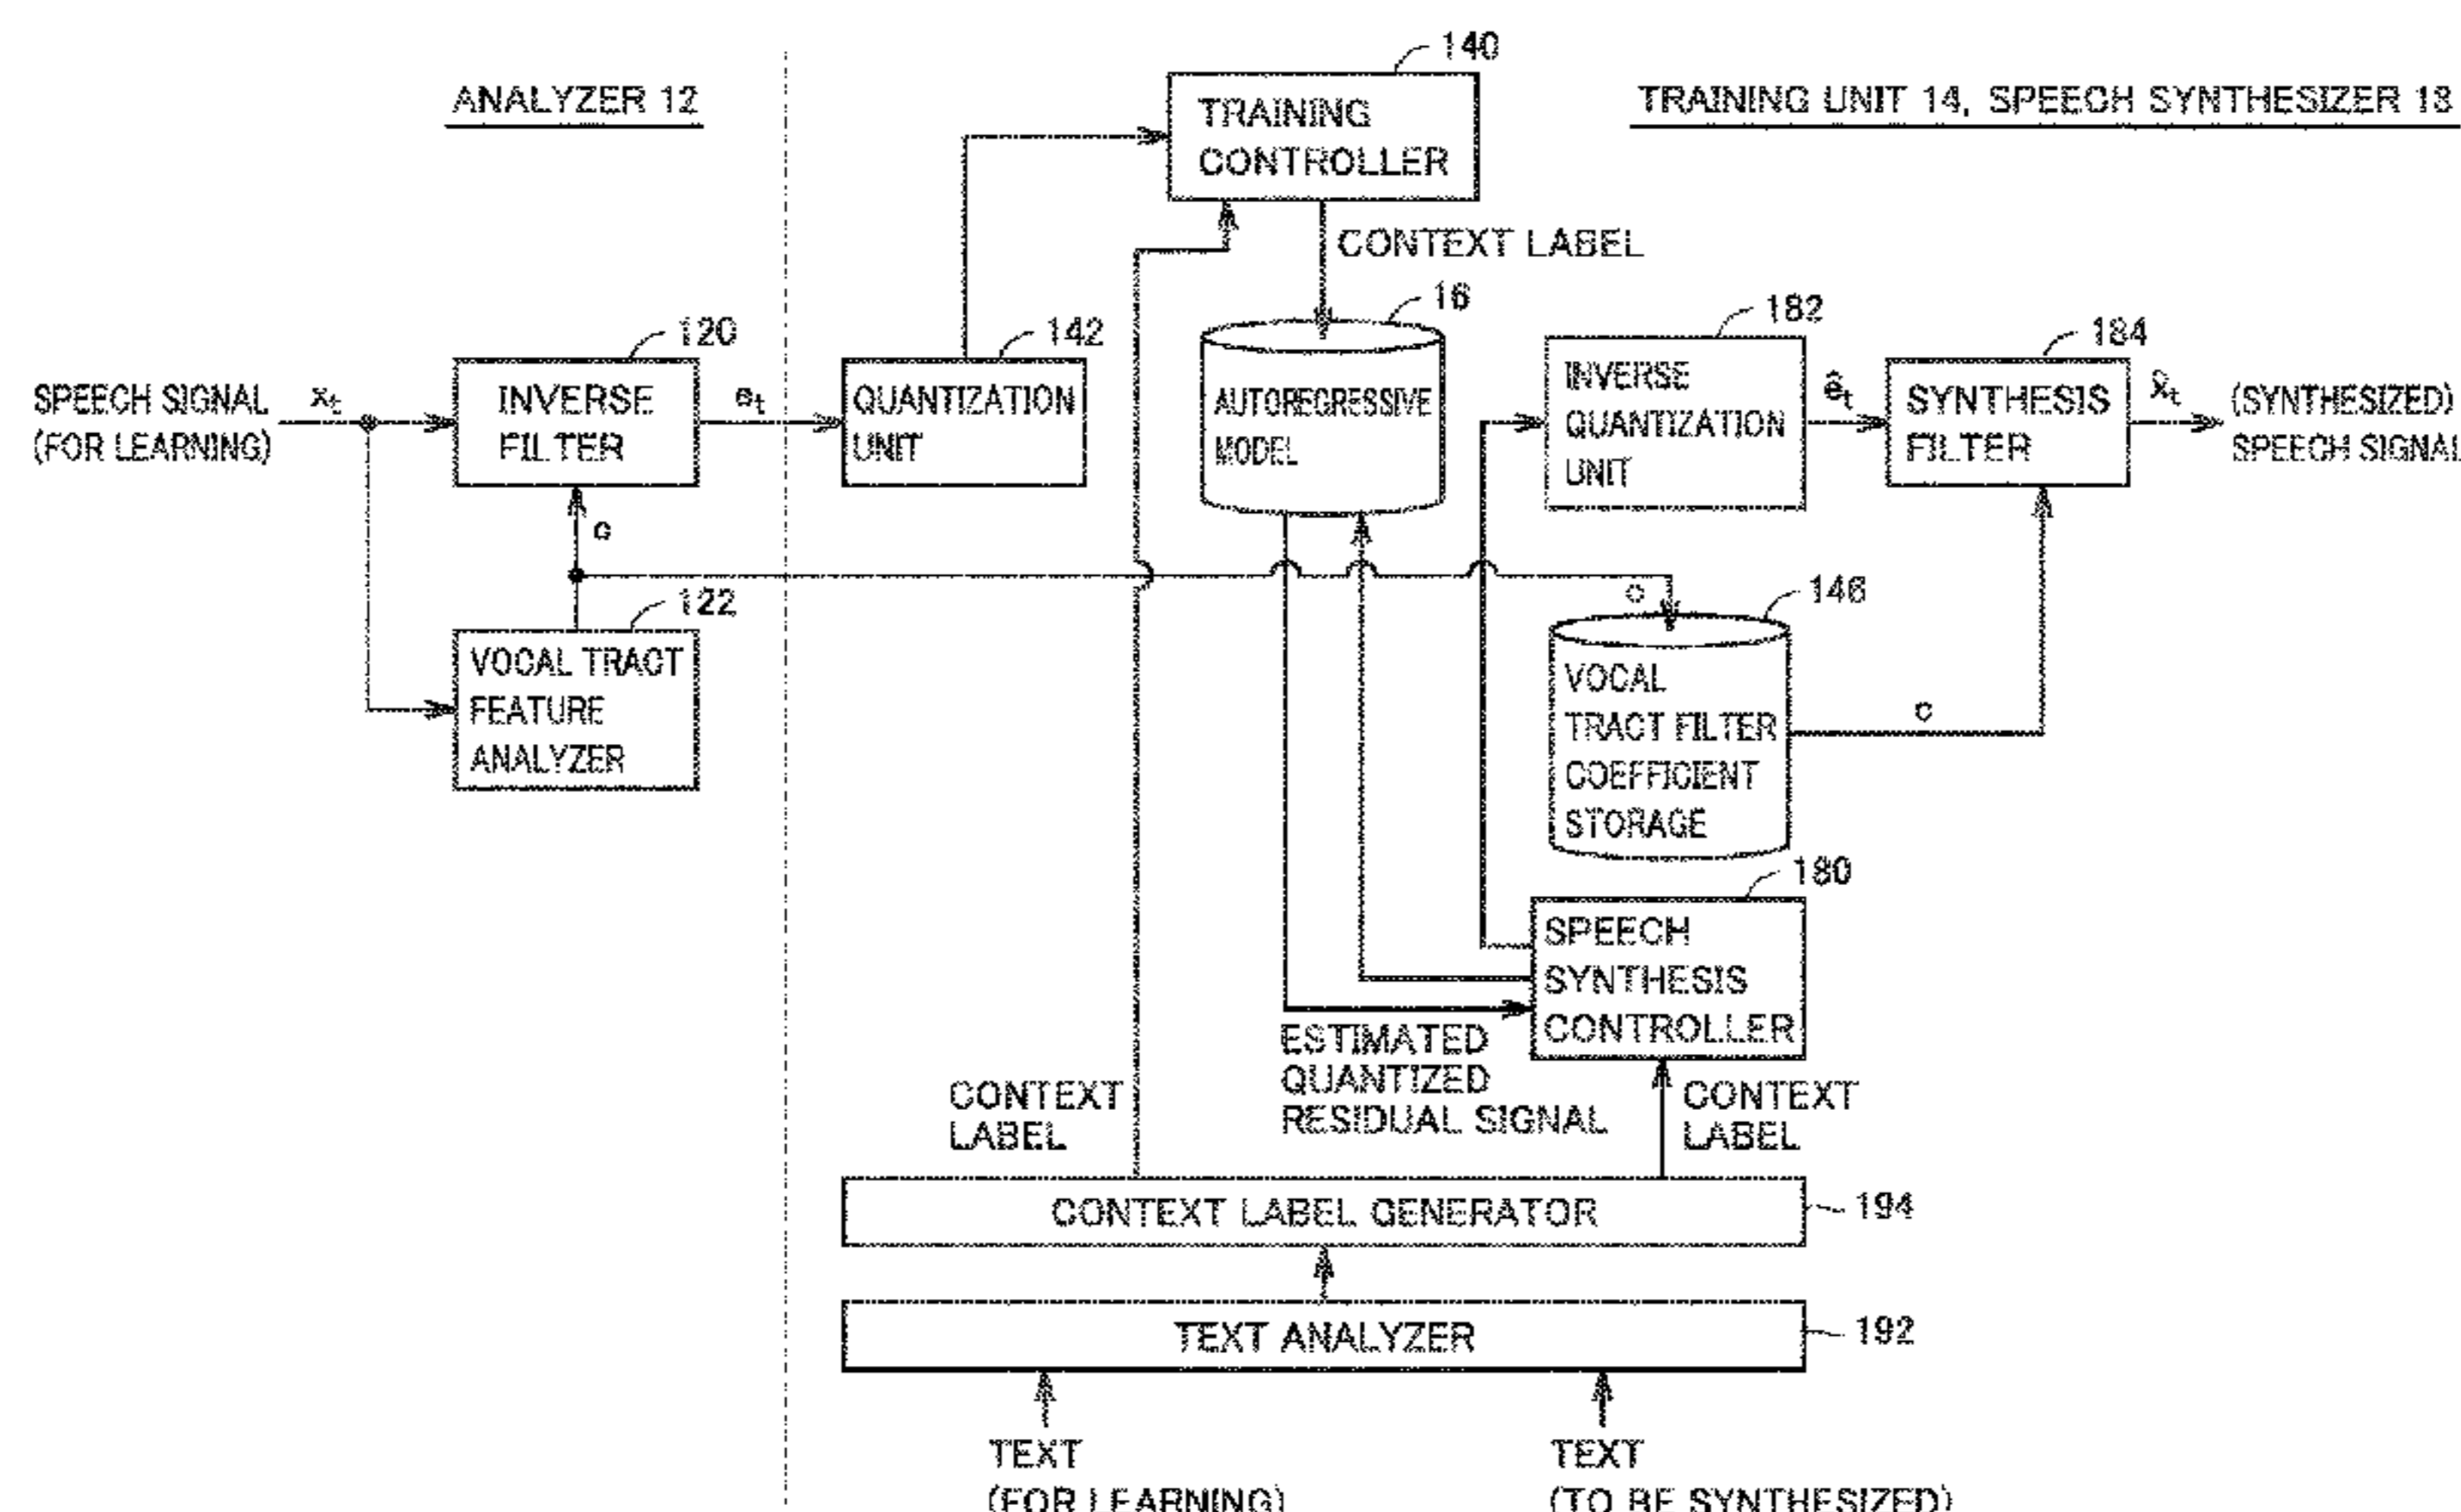 140
ANALYZER 12
TRAINING
CONTROLLER
TRAINING UNIT 14, SPEECH SYNTHESIZER 18
CONTEXT LABEL
16
120
142
182
184
SPEECH SIGNAL
(FOR LEARNING)
xt
INVERSE
FILTER
et
QUANTIZATION
UNIT
AUTOREGRESSIVE
MODEL
INVERSE
QUANTIZATION
UNIT
êt
SYNTHESIS
FILTER
x̂t
(SYNTHESIZED)
SPEECH SIGNAL
c
122
c
146
VOCAL TRACT
FEATURE
ANALYZER
VOCAL
TRACT FILTER
COEFFICIENT
STORAGE
c
180
SPEECH
SYNTHESIS
CONTROLLER
ESTIMATED
QUANTIZED
RESIDUAL SIGNAL
CONTEXT
LABEL
CONTEXT
LABEL
CONTEXT LABEL GENERATOR
194
TEXT ANALYZER
192
TEXT
(FOR LEARNING)
TEXT
(TO BE SYNTHESIZED)